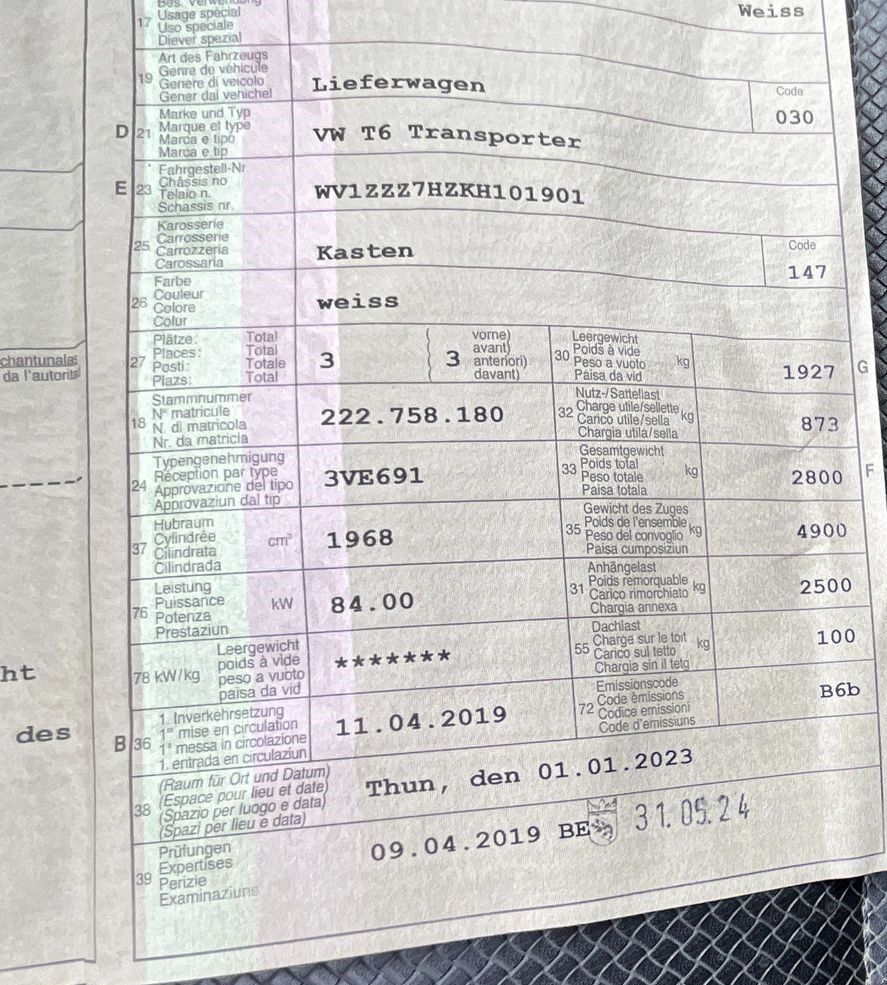 17
Usage spécial
Uso speciale
Diever spezial
Weiss
19
Art des Fahrzeugs
Genre de véhicule
Genere di veicolo
Gener dal vehichel
Lieferwagen
Code
030
D 21
Marke und Typ
Marque et type
Marca e tipo
Marca e tip
VW T6 Transporter
E 23
Fahrgestell-Nr.
Châssis no
Telaio n.
Schassis nr.
WV1ZZZ7HZKH101901
25
Karosserie
Carrosserie
Carrozzeria
Carossaria
Kasten
Code
147
26
Farbe
Couleur
Colore
Colur
weiss
27
Plätze: Total
Places: Total
Posti: Totale
Plazs: Total
3
( vorne)
( avant)
( anteriori)
( davant)
3
30
Leergewicht
Poids à vide
Peso a vuoto
Paisa da vid
kg
1927
G
18
Stammnummer
N° matricule
N. di matricola
Nr. da matricla
222.758.180
32
Nutz-/Sattellast
Charge utile/sellette
Carico utile/sella
Chargia utila/sella
kg
873
24
Typengenehmigung
Réception par type
Approvazione del tipo
Approvaziun dal tip
3VE691
33
Gesamtgewicht
Poids total
Peso totale
Paisa totala
kg
2800
F
37
Hubraum
Cylindrée
Cilindrata
Cilindrada
cm³
1968
35
Gewicht des Zuges
Poids de l'ensemble
Peso del convoglio
Paisa cumposiziun
kg
4900
76
Leistung
Puissance
Potenza
Prestaziun
kW
84.00
31
Anhängelast
Poids remorquable
Carico rimorchiato
Chargia annexa
kg
2500
78 kW/kg
Leergewicht
poids à vide
peso a vuoto
paisa da vid
*******
55
Dachlast
Charge sur le toit
Carico sul tetto
Chargia sin il tetg
kg
100
B 36
1. Inverkehrsetzung
1re mise en circulation
1a messa in circolazione
1. entrada en circulaziun
11.04.2019
72
Emissionscode
Code émissions
Codice emissioni
Code d'emissiuns
B6b
38
(Raum für Ort und Datum)
(Espace pour lieu et date)
(Spazio per luogo e data)
(Spazi per lieu e data)
Thun, den 01.01.2023
39
Prüfungen
Expertises
Perizie
Examinaziuns
09.04.2019 BE 31.05.24
chantunalas
da l'autorita
ht
des